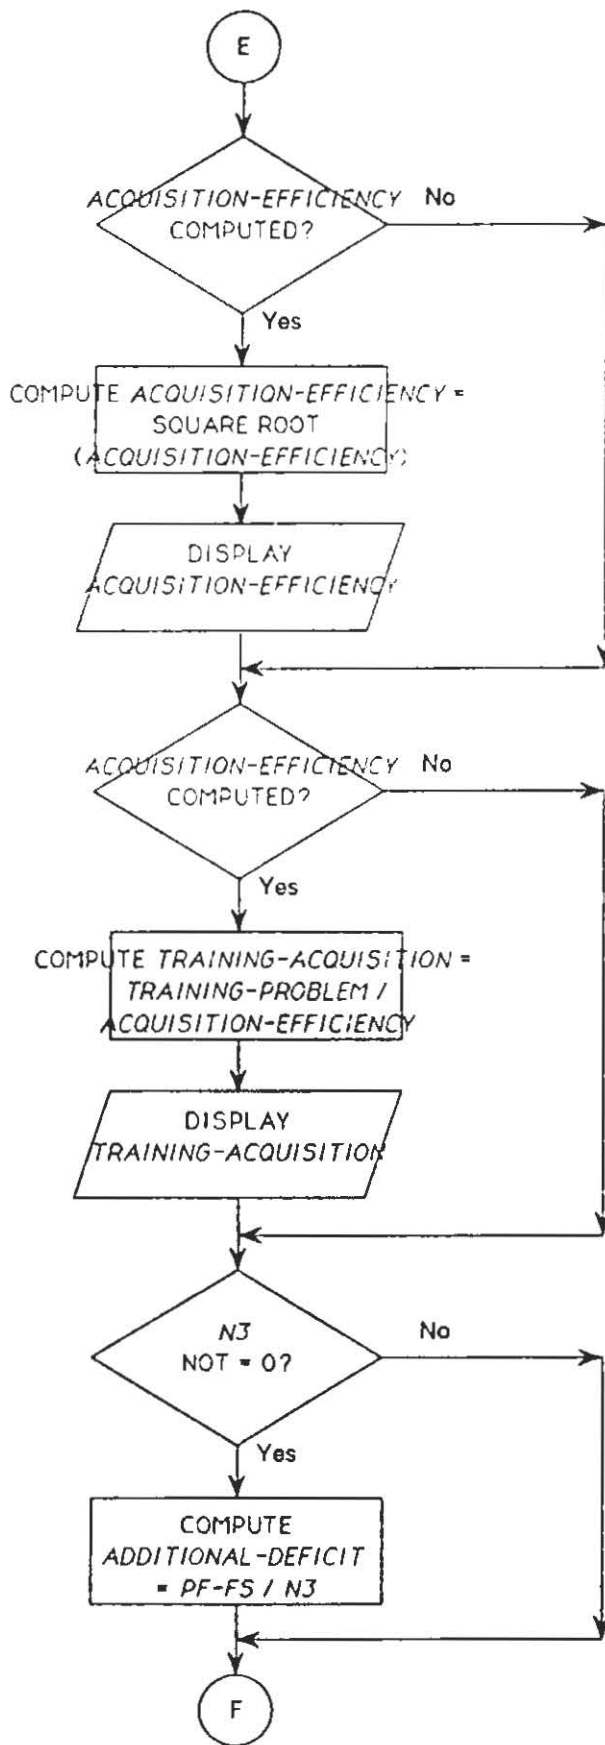 E
ACQUISITION-EFFICIENCY No
COMPUTED?
Yes
COMPUTE ACQUISITION-EFFICIENCY =
SQUARE ROOT
(ACQUISITION-EFFICIENCY)
DISPLAY
ACQUISITION-EFFICIENCY
ACQUISITION-EFFICIENCY No
COMPUTED?
Yes
COMPUTE TRAINING-ACQUISITION =
TRAINING-PROBLEM /
ACQUISITION-EFFICIENCY
DISPLAY
TRAINING-ACQUISITION
N3 No
NOT = 0?
Yes
COMPUTE
ADDITIONAL-DEFICIT
= PF-FS / N3
F